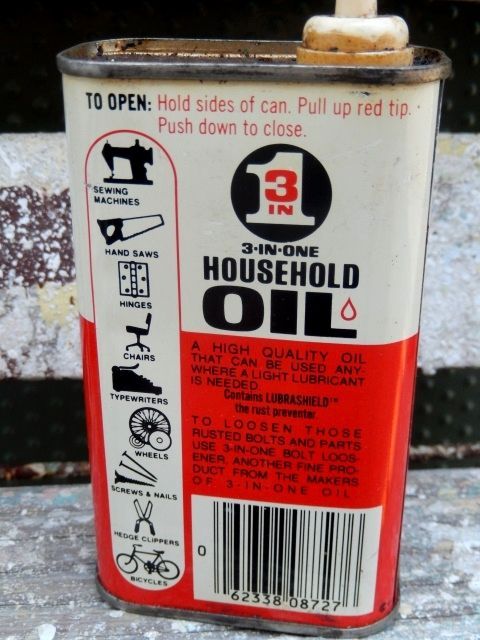 TO OPEN: Hold sides of can. Pull up red tip.
Push down to close.
SEWING
MACHINES
HAND SAWS
HINGES
CHAIRS
TYPEWRITERS
WHEELS
SCREWS & NAILS
HEDGE CLIPPERS
BICYCLES
3
IN
1
3-IN-ONE
HOUSEHOLD
OIL
A HIGH QUALITY OIL
THAT CAN BE USED ANY-
WHERE A LIGHT LUBRICANT
IS NEEDED.
Contains LUBRASHIELD™
the rust preventer.
TO LOOSEN THOSE
RUSTED BOLTS AND PARTS
USE 3-IN-ONE BOLT LOOS-
ENER, ANOTHER FINE PRO-
DUCT FROM THE MAKERS
OF 3-IN-ONE OIL.
0
62338 08727
6